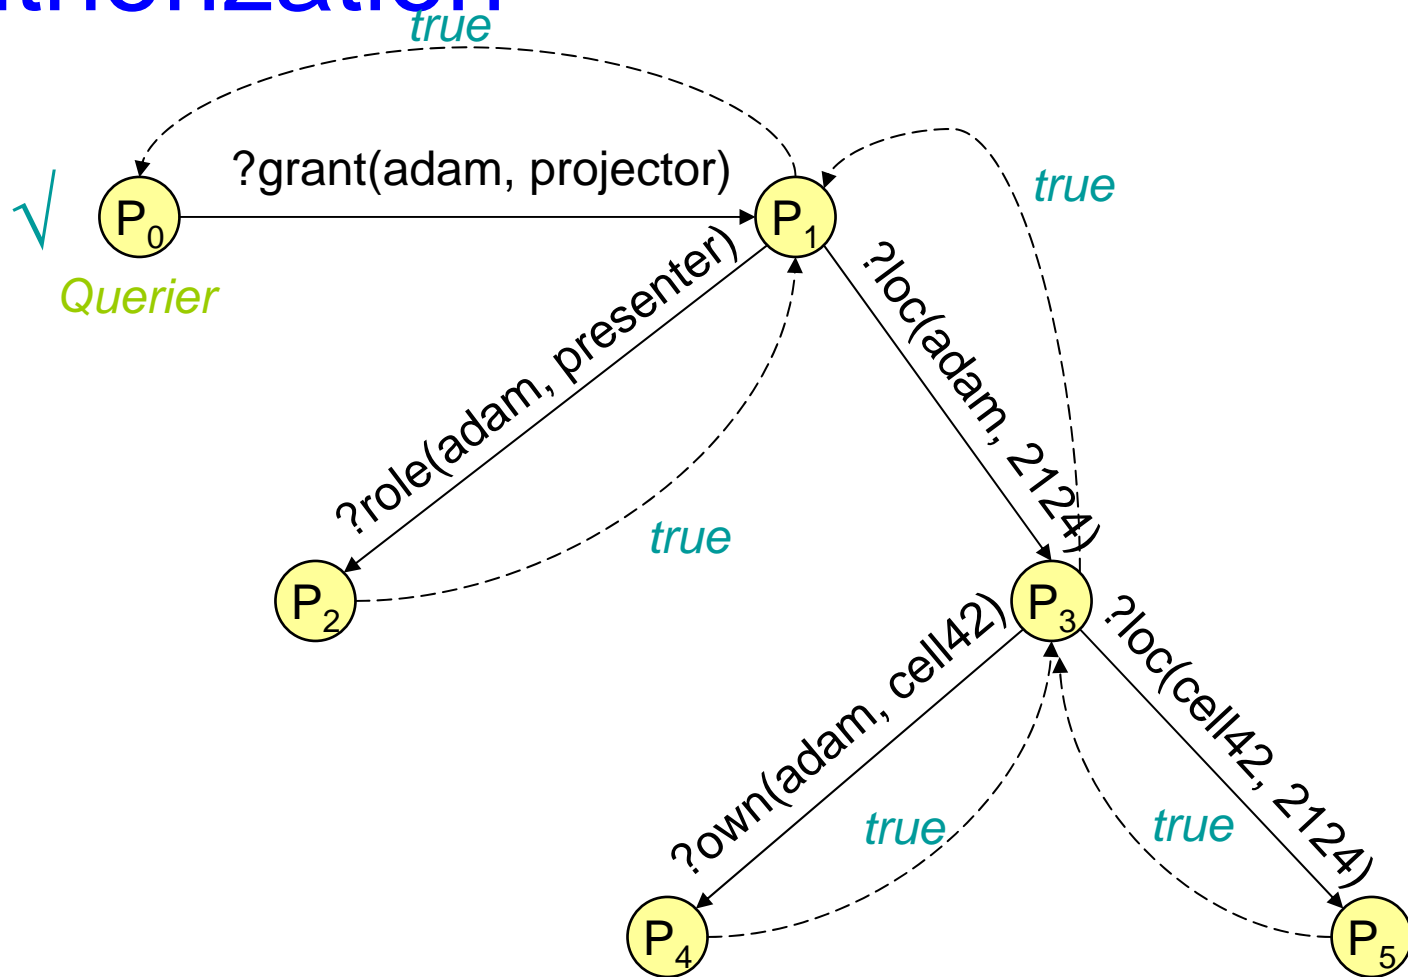 true
?grant(adam, projector)
√
P0
P1
true
Querier
?role(adam, presenter)
?loc(adam, 2124)
true
P2
P3
?own(adam, cell42)
?loc(cell42, 2124)
true
true
P4
P5